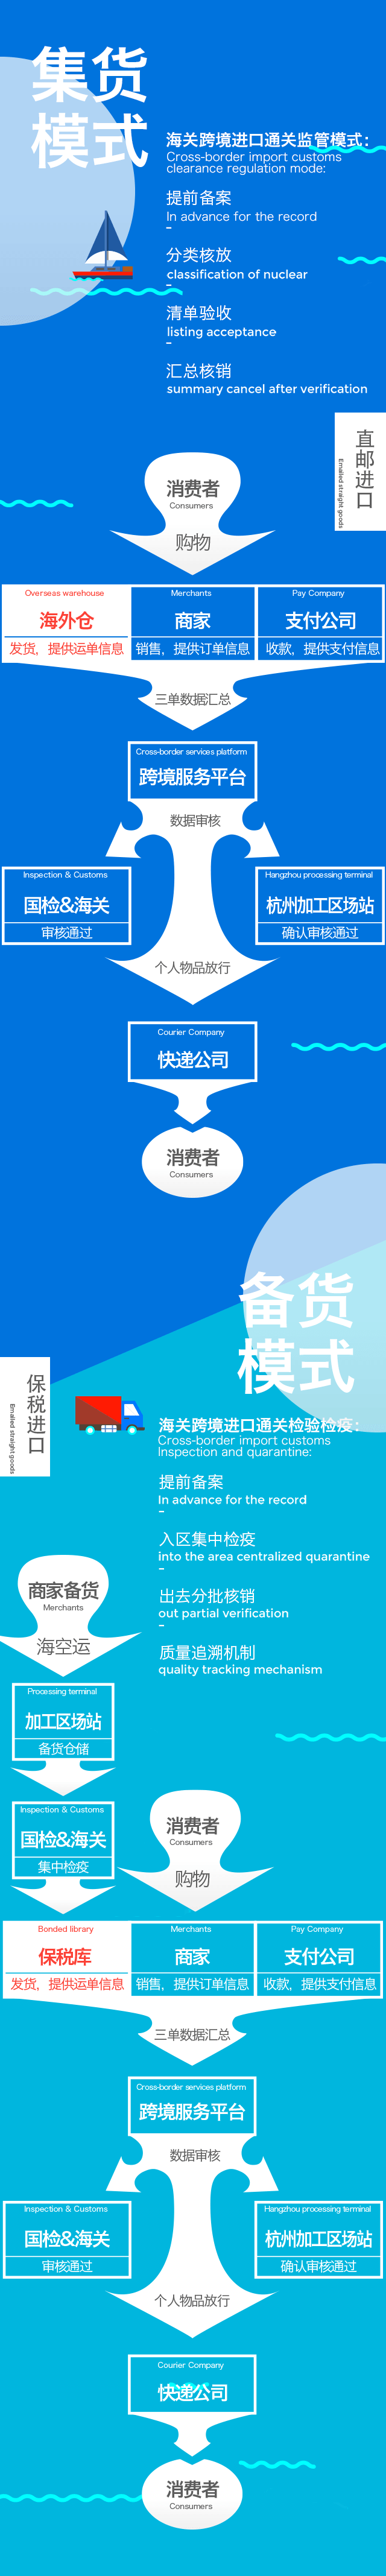 集货
模式
海关跨境进口通关监管模式：
Cross-border import customs
clearance regulation mode:
提前备案
In advance for the record
分类核放
classification of nuclear
清单验收
listing acceptance
汇总核销
summary cancel after verification
直邮进口
Emailed straight goods
消费者
Consumers
购物
Overseas warehouse
海外仓
发货，提供运单信息
Merchants
商家
销售，提供订单信息
Pay Company
支付公司
收款，提供支付信息
三单数据汇总
Cross-border services platform
跨境服务平台
数据审核
Inspection & Customs
国检&海关
审核通过
Hangzhou processing terminal
杭州加工区场站
确认审核通过
个人物品放行
Courier Company
快递公司
消费者
Consumers
备货
模式
保税进口
Emailed straight goods
海关跨境进口通关检验检疫：
Cross-border import customs
Inspection and quarantine:
提前备案
In advance for the record
入区集中检疫
into the area centralized quarantine
出去分批核销
out partial verification
质量追溯机制
quality tracking mechanism
商家备货
Merchants
海空运
Processing terminal
加工区场站
备货仓储
Inspection & Customs
国检&海关
集中检疫
消费者
Consumers
购物
Bonded library
保税库
发货，提供运单信息
Merchants
商家
销售，提供订单信息
Pay Company
支付公司
收款，提供支付信息
三单数据汇总
Cross-border services platform
跨境服务平台
数据审核
Inspection & Customs
国检&海关
审核通过
Hangzhou processing terminal
杭州加工区场站
确认审核通过
个人物品放行
Courier Company
快递公司
消费者
Consumers